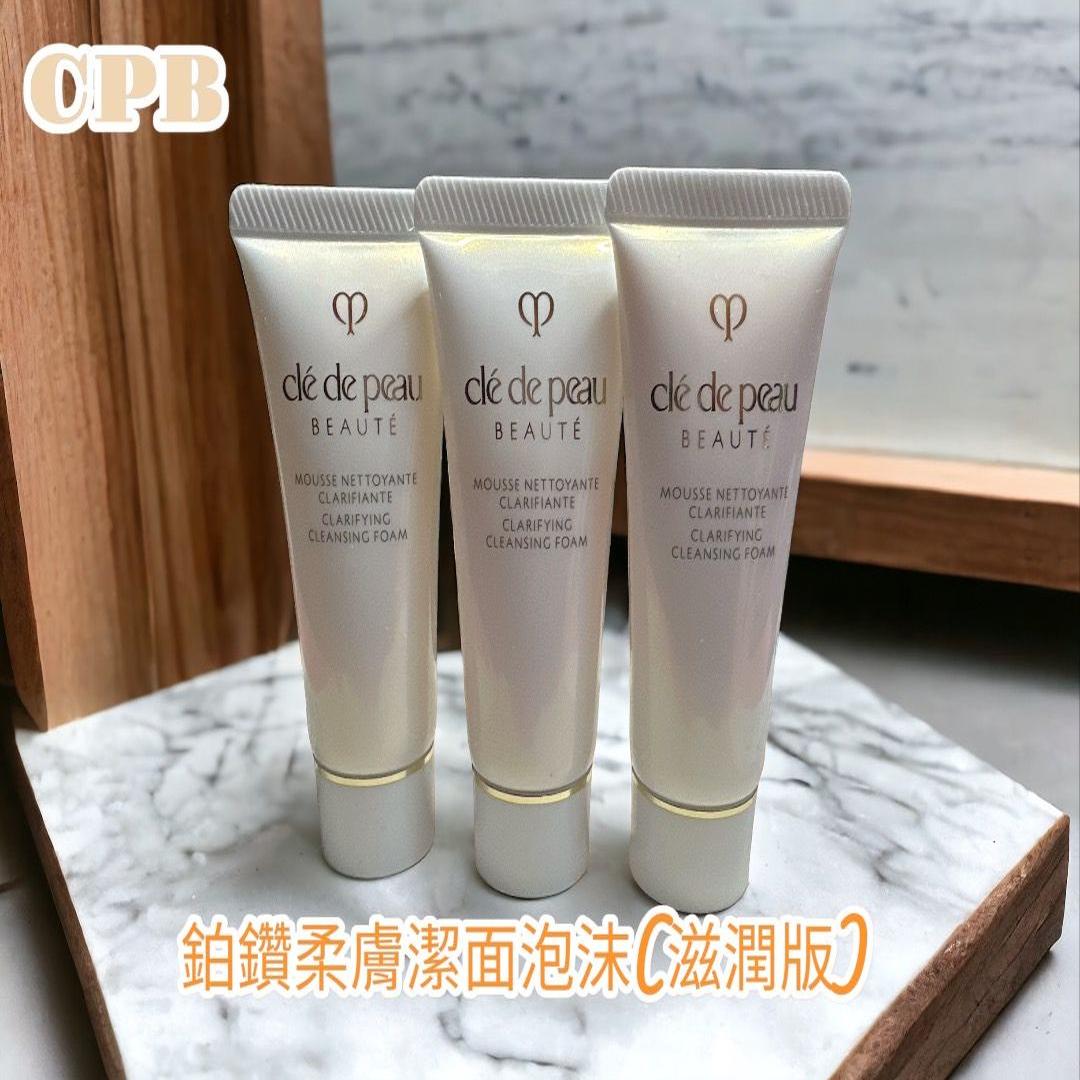 CPB
clé de peau
BEAUTÉ
MOUSSE NETTOYANTE
CLARIFIANTE
CLARIFYING
CLEANSING FOAM
clé de peau
BEAUTÉ
MOUSSE NETTOYANTE
CLARIFIANTE
CLARIFYING
CLEANSING FOAM
clé de peau
BEAUTÉ
MOUSSE NETTOYANTE
CLARIFIANTE
CLARIFYING
CLEANSING FOAM
鉑鑽柔膚潔面泡沫(滋潤版)